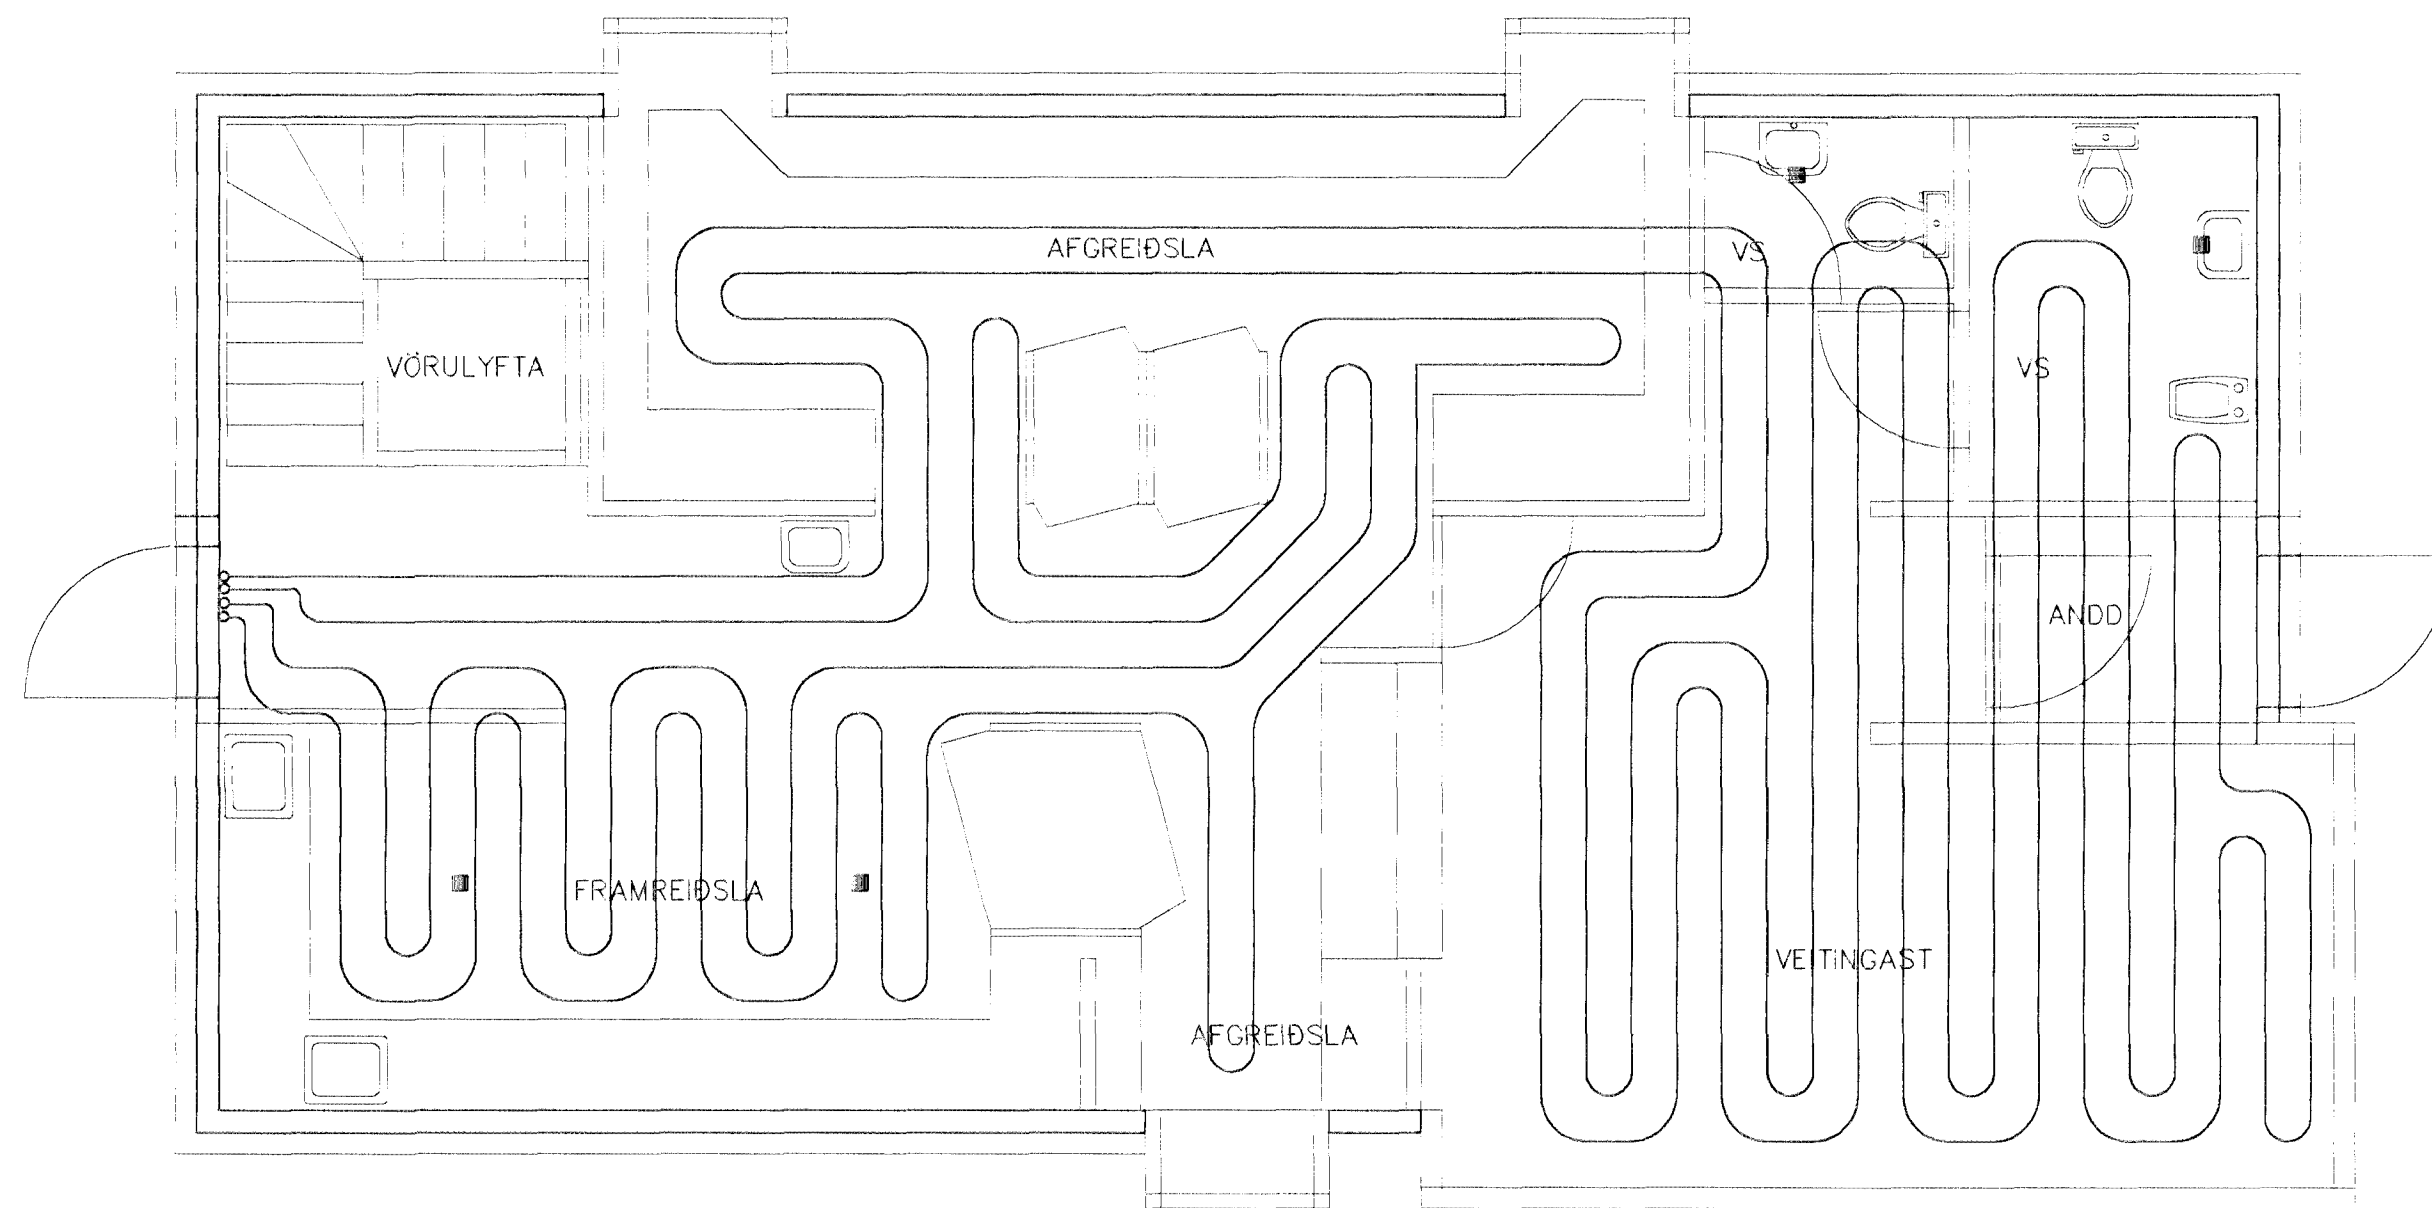 AFGREIÐSLA
VS
VÖRULYFTA
VS
ANDD
FRAMREIÐSLA
VEITINGAST
AFGREIÐSLA